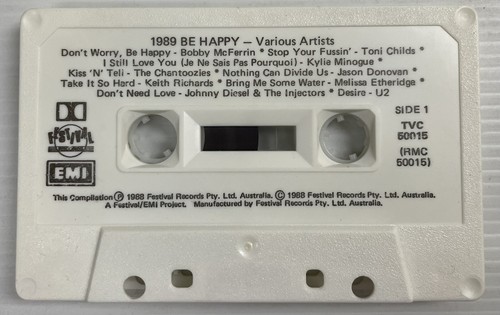 1989 BE HAPPY — Various Artists
Don't Worry, Be Happy - Bobby McFerrin * Stop Your Fussin' - Toni Childs *
I Still Love You (Je Ne Sais Pas Pourquoi) - Kylie Minogue *
Kiss 'N' Tell - The Chantoozies * Nothing Can Divide Us - Jason Donovan *
Take It So Hard - Keith Richards * Bring Me Some Water - Melissa Etheridge *
Don't Need Love - Johnny Diesel & The Injectors * Desire - U2
SIDE 1
TVC
50015
(RMC
50015)
FESTIVAL
EMI
This Compilation Ⓟ 1988 Festival Records Pty. Ltd. Australia. © 1988 Festival Records Pty. Ltd. Australia.
A Festival/EMI Project. Manufactured by Festival Records Pty. Ltd. Australia.